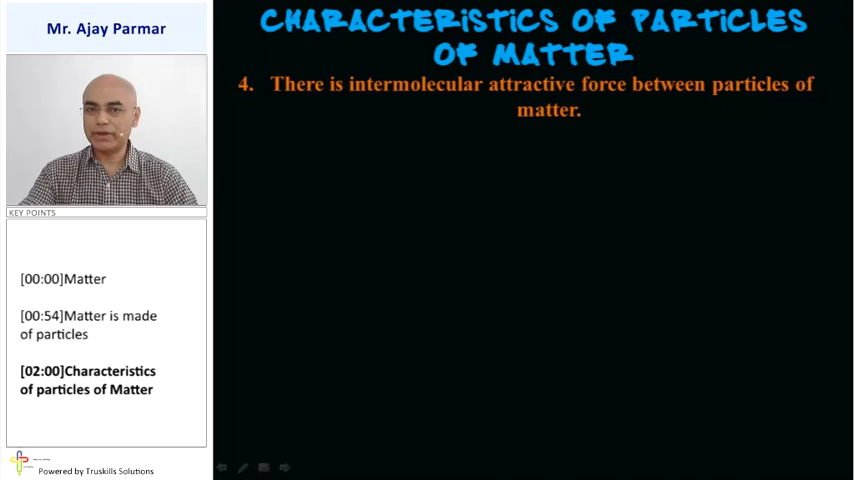 Mr. Ajay Parmar
CHARACTERISTICS OF PARTICLES
OF MATTER
4. There is intermolecular attractive force between particles of
matter.
KEY POINTS
[00:00]Matter
[00:54]Matter is made
of particles
[02:00]Characteristics
of particles of Matter
Powered by Truskills Solutions